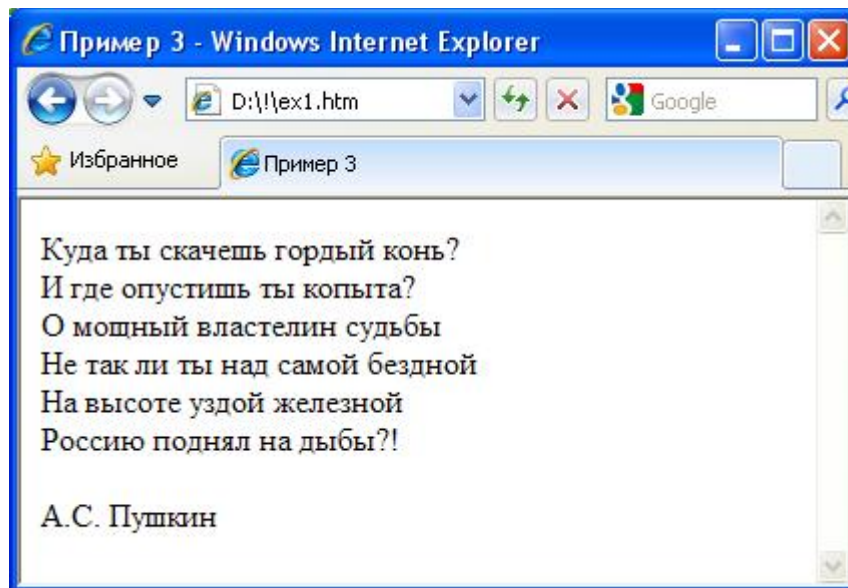 Пример 3 - Windows Internet Explorer
D:\!\ex1.htm
Google
Избранное
Пример 3
Куда ты скачешь гордый конь?
И где опустишь ты копыта?
О мощный властелин судьбы
Не так ли ты над самой бездной
На высоте уздой железной
Россию поднял на дыбы?!
А.С. Пушкин